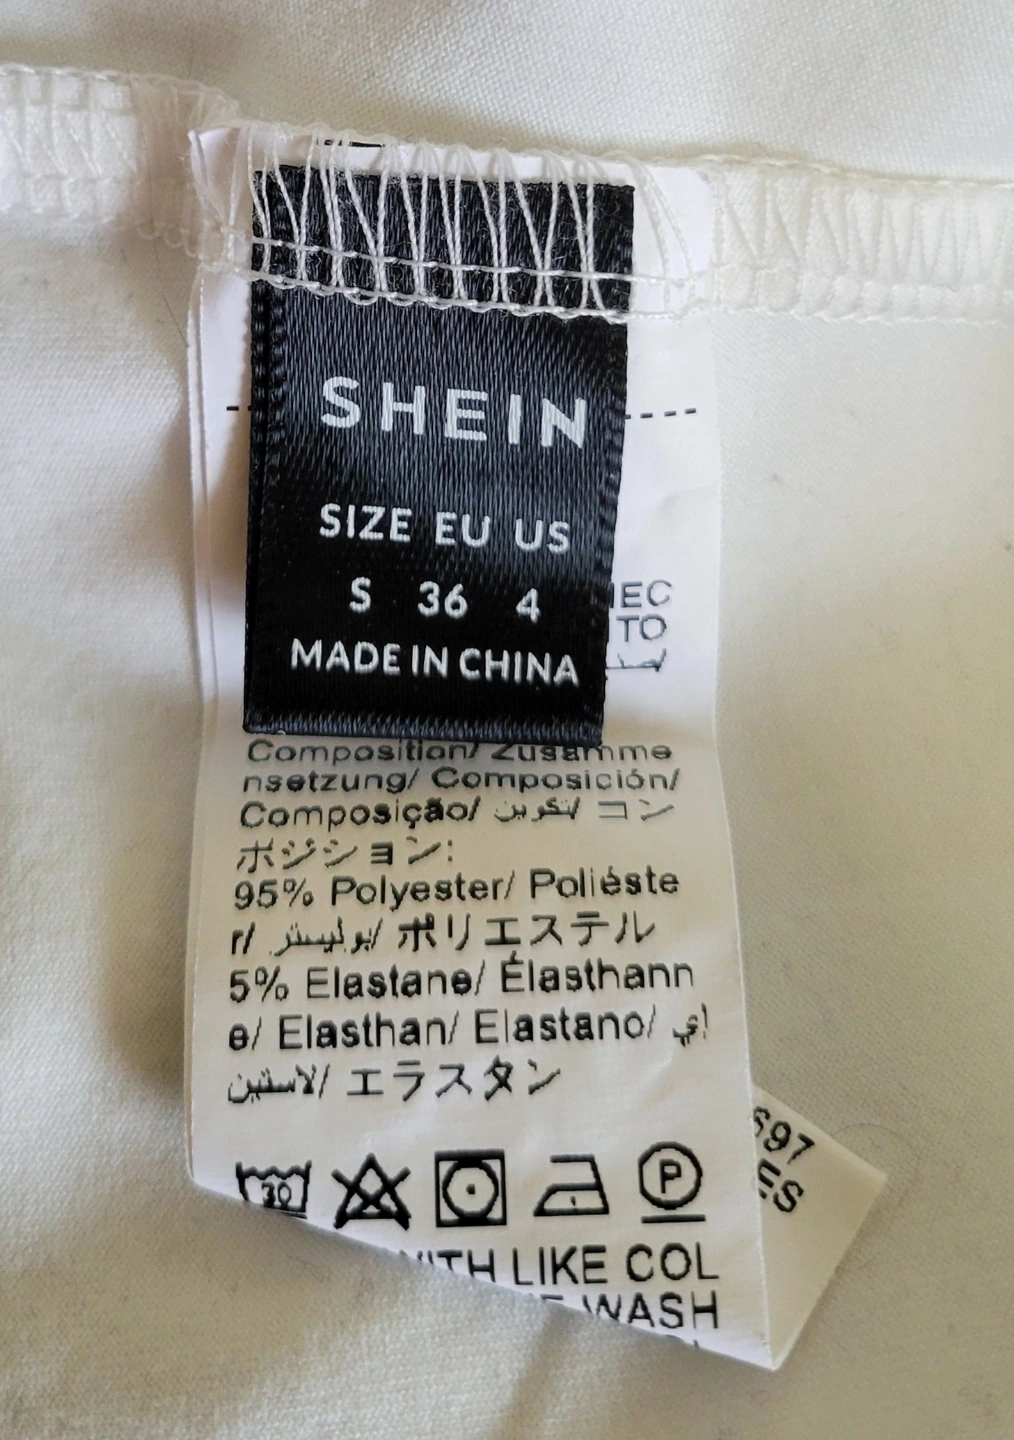 SHEIN
SIZE EU US
S 36 4
MADE IN CHINA
TO
Composition/ Zusamme
nsetzung/ Composición/
Composição/ تكوين/ コン
ポジション:
95% Polyester/ Poliéste
r/ بوليستر/ ポリエステル
5% Elastane/ Élasthann
e/ Elasthan/ Elastano/ إي
لاستين/ エラスタン
30
P
LIKE COL
WASH